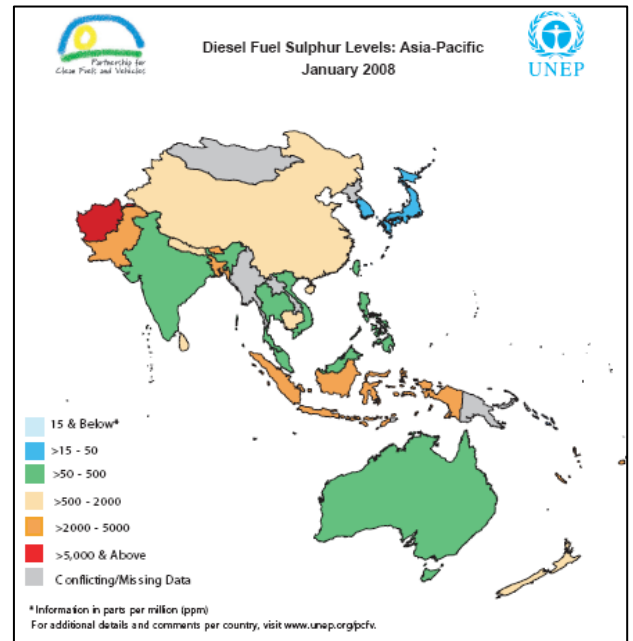 Partnership for
Clean Fuels and Vehicles
Diesel Fuel Sulphur Levels: Asia-Pacific
January 2008
UNEP
15 & Below*
>15 - 50
>50 - 500
>500 - 2000
>2000 - 5000
>5,000 & Above
Conflicting/Missing Data
*Information in parts per million (ppm)
For additional details and comments per country, visit www.unep.org/pcfv.